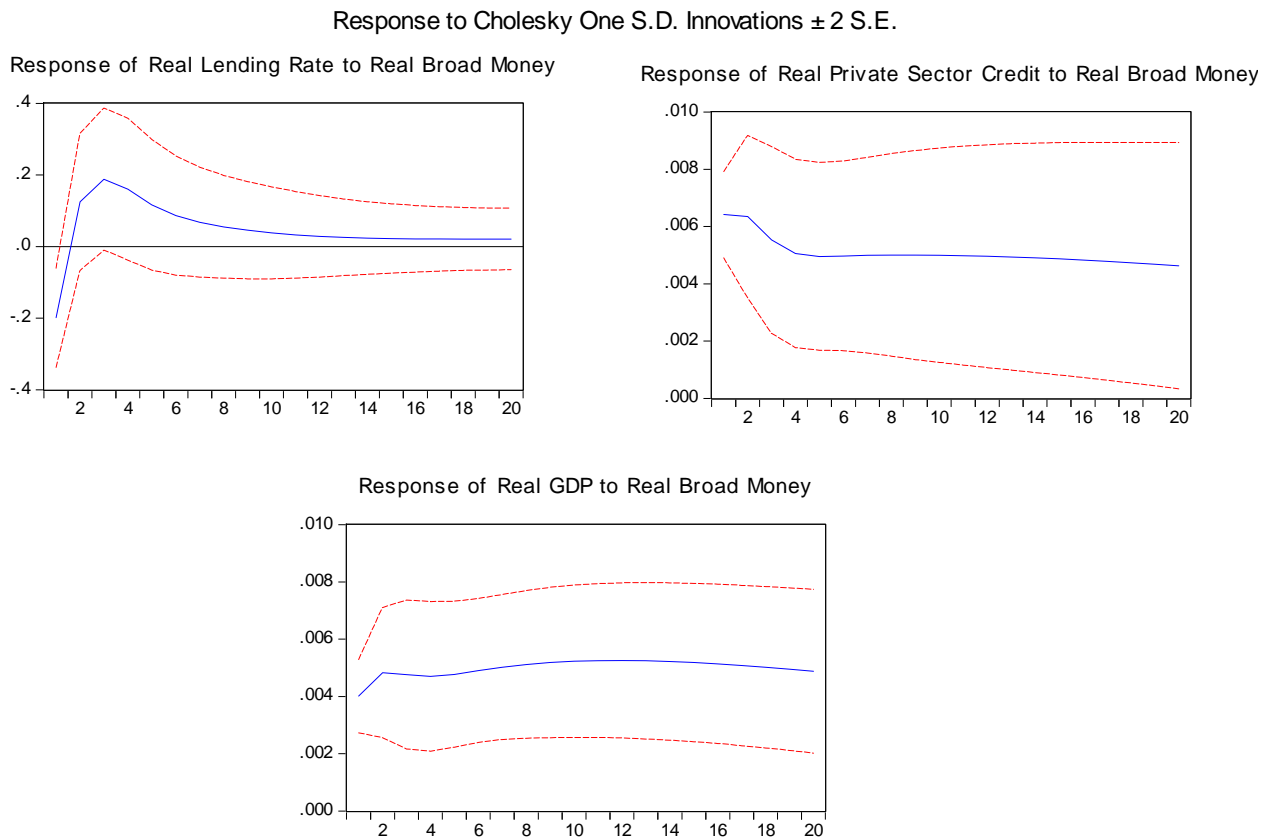 Response to Cholesky One S.D. Innovations ± 2 S.E.
Response of Real Lending Rate to Real Broad Money
.4
.2
.0
-.2
-.4
2 4 6 8 10 12 14 16 18 20
Response of Real Private Sector Credit to Real Broad Money
.010
.008
.006
.004
.002
.000
2 4 6 8 10 12 14 16 18 20
Response of Real GDP to Real Broad Money
.010
.008
.006
.004
.002
.000
2 4 6 8 10 12 14 16 18 20